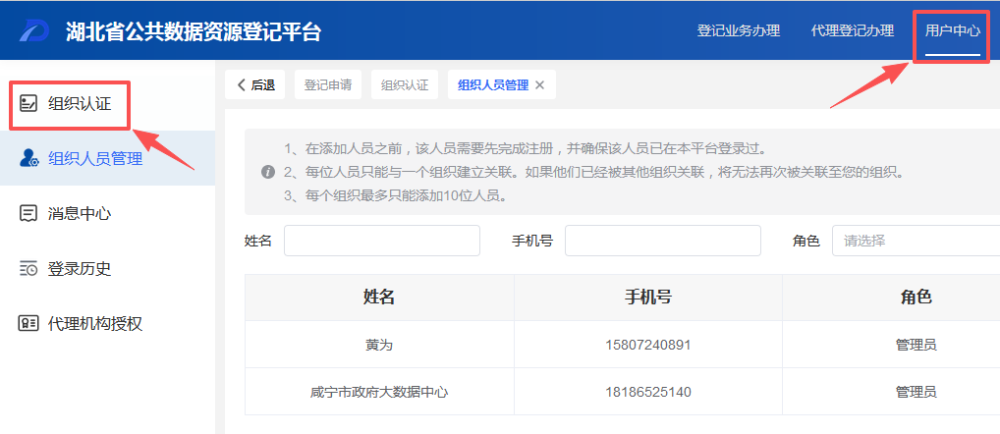 湖北省公共数据资源登记平台
登记业务办理 代理登记办理 用户中心
组织认证
组织人员管理
消息中心
登录历史
代理机构授权
后退 登记申请 组织认证 组织人员管理
1、在添加人员之前，该人员需要先完成注册，并确保该人员已在本平台登录过。
2、每位人员只能与一个组织建立关联。如果他们已经被其他组织关联，将无法再次被关联至您的组织。
3、每个组织最多只能添加10位人员。
姓名 手机号 角色 请选择
姓名 手机号 角色
黄为 15807240891 管理员
咸宁市政府大数据中心 18186525140 管理员